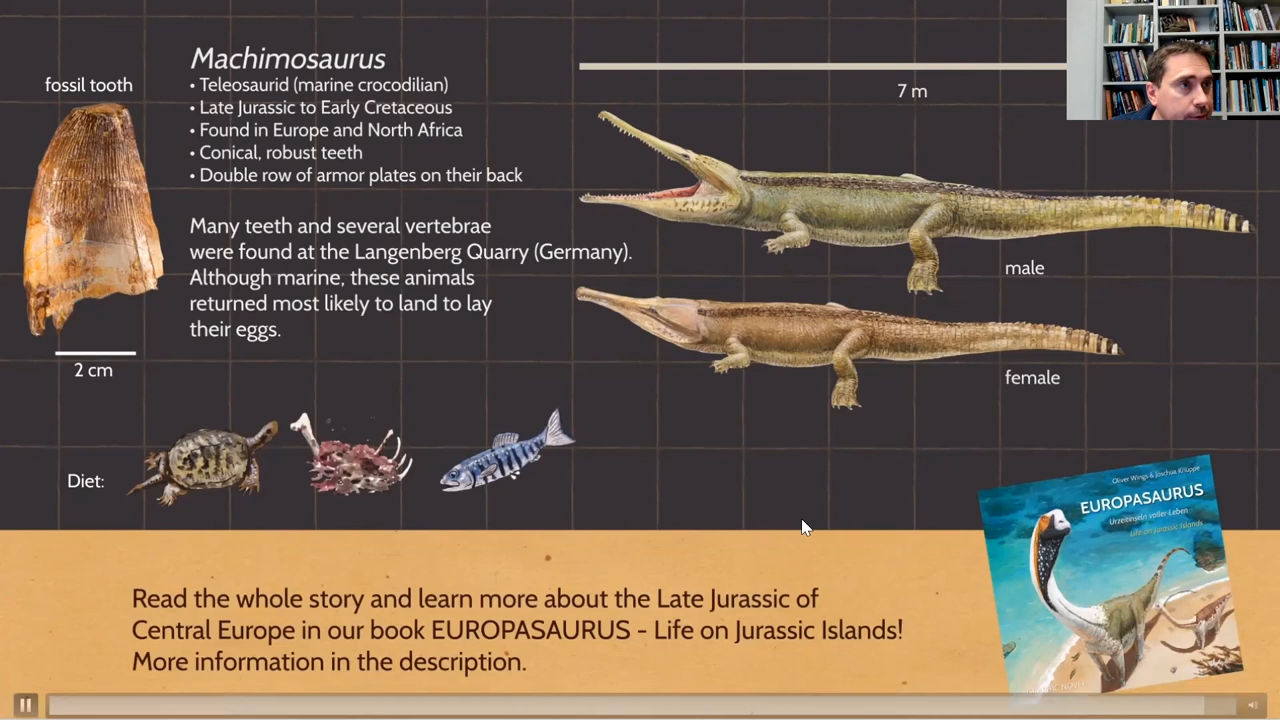 Machimosaurus
fossil tooth
• Teleosaurid (marine crocodilian)
• Late Jurassic to Early Cretaceous
• Found in Europe and North Africa
• Conical, robust teeth
• Double row of armor plates on their back
Many teeth and several vertebrae
were found at the Langenberg Quarry (Germany).
Although marine, these animals
returned most likely to land to lay
their eggs.
2 cm
7 m
male
female
Diet:
Oliver Wings & Joschua Knüppe
EUROPASAURUS
Urzeitinseln voller Leben
Life on Jurassic Islands
Read the whole story and learn more about the Late Jurassic of
Central Europe in our book EUROPASAURUS - Life on Jurassic Islands!
More information in the description.